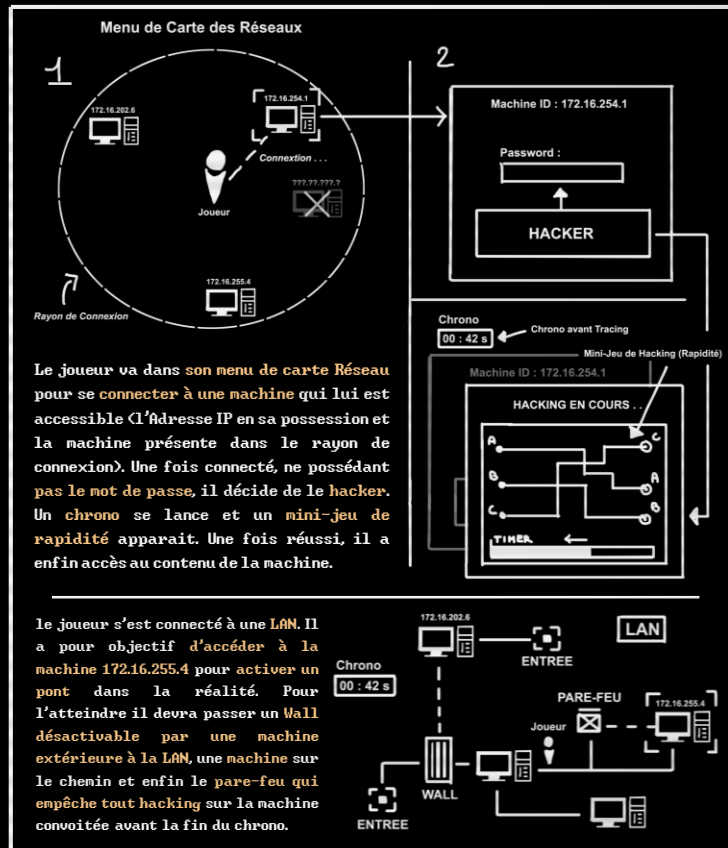 Menu de Carte des Réseaux
1
172.16.202.6
172.16.254.1
Connextion . . .
Joueur
???.??.???.?
172.16.255.4
Rayon de Connexion
2
Machine ID : 172.16.254.1
Password :
HACKER
Chrono
00 : 42 s
Chrono avant Tracing
Mini-Jeu de Hacking (Rapidité)
Machine ID : 172.16.254.1
HACKING EN COURS . .
A
C
B
A
C
B
TIMER
Le joueur va dans son menu de carte Réseau
pour se connecter à une machine qui lui est
accessible (l'Adresse IP en sa possession et
la machine présente dans le rayon de
connexion). Une fois connecté, ne possédant
pas le mot de passe, il décide de le hacker.
Un chrono se lance et un mini-jeu de
rapidité apparait. Une fois réussi, il a
enfin accès au contenu de la machine.
le joueur s'est connecté à une LAN. Il
a pour objectif d'accéder à la
machine 172.16.255.4 pour activer un
pont dans la réalité. Pour
l'atteindre il devra passer un Wall
désactivable par une machine
extérieure à la LAN, une machine sur
le chemin et enfin le pare-feu qui
empêche tout hacking sur la machine
convoitée avant la fin du chrono.
172.16.202.6
LAN
ENTREE
Chrono
00 : 42 s
PARE-FEU
172.16.255.4
Joueur
WALL
ENTREE